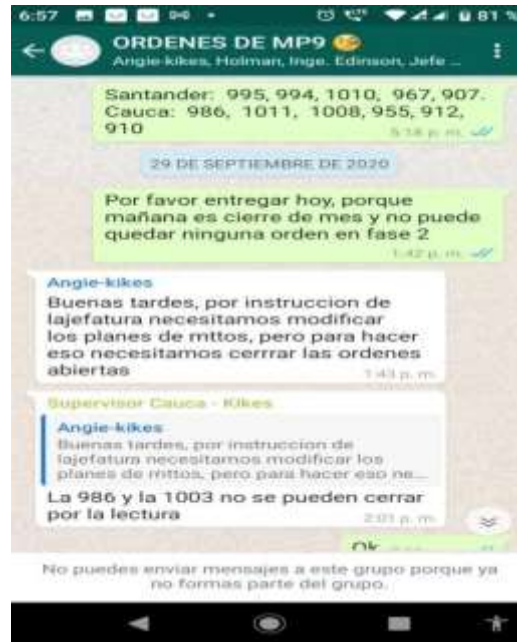 6:57
81 %
ORDENES DE MP9
Angie-kikes, Holman, Inge. Edinson, Jefe ...
Santander: 995, 994, 1010, 967, 907.
Cauca: 986, 1011, 1008, 955, 912,
910
5:18 p. m.
29 DE SEPTIEMBRE DE 2020
Por favor entregar hoy, porque
mañana es cierre de mes y no puede
quedar ninguna orden en fase 2
1:42 p. m.
Angie-kikes
Buenas tardes, por instruccion de
lajefatura necesitamos modificar
los planes de mttos, pero para hacer
eso necesitamos cerrrar las ordenes
abiertas
1:43 p. m.
Supervisor Cauca - Kikes
Angie-kikes
Buenas tardes, por instruccion de
lajefatura necesitamos modificar los
planes de mttos, pero para hacer eso ne...
La 986 y la 1003 no se pueden cerrar
por la lectura
2:01 p. m.
Ok
No puedes enviar mensajes a este grupo porque ya
no formas parte del grupo.